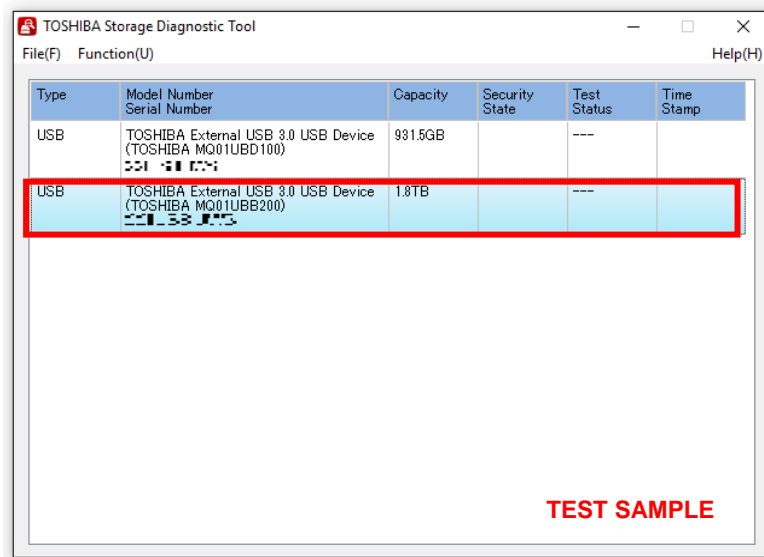 TOSHIBA Storage Diagnostic Tool
File(F) Function(U) Help(H)
Type Model Number Serial Number Capacity Security State Test Status Time Stamp
USB TOSHIBA External USB 3.0 USB Device 931.5GB ---
(TOSHIBA MQ01UBD100)
USB TOSHIBA External USB 3.0 USB Device 1.8TB ---
(TOSHIBA MQ01UBB200)
TEST SAMPLE